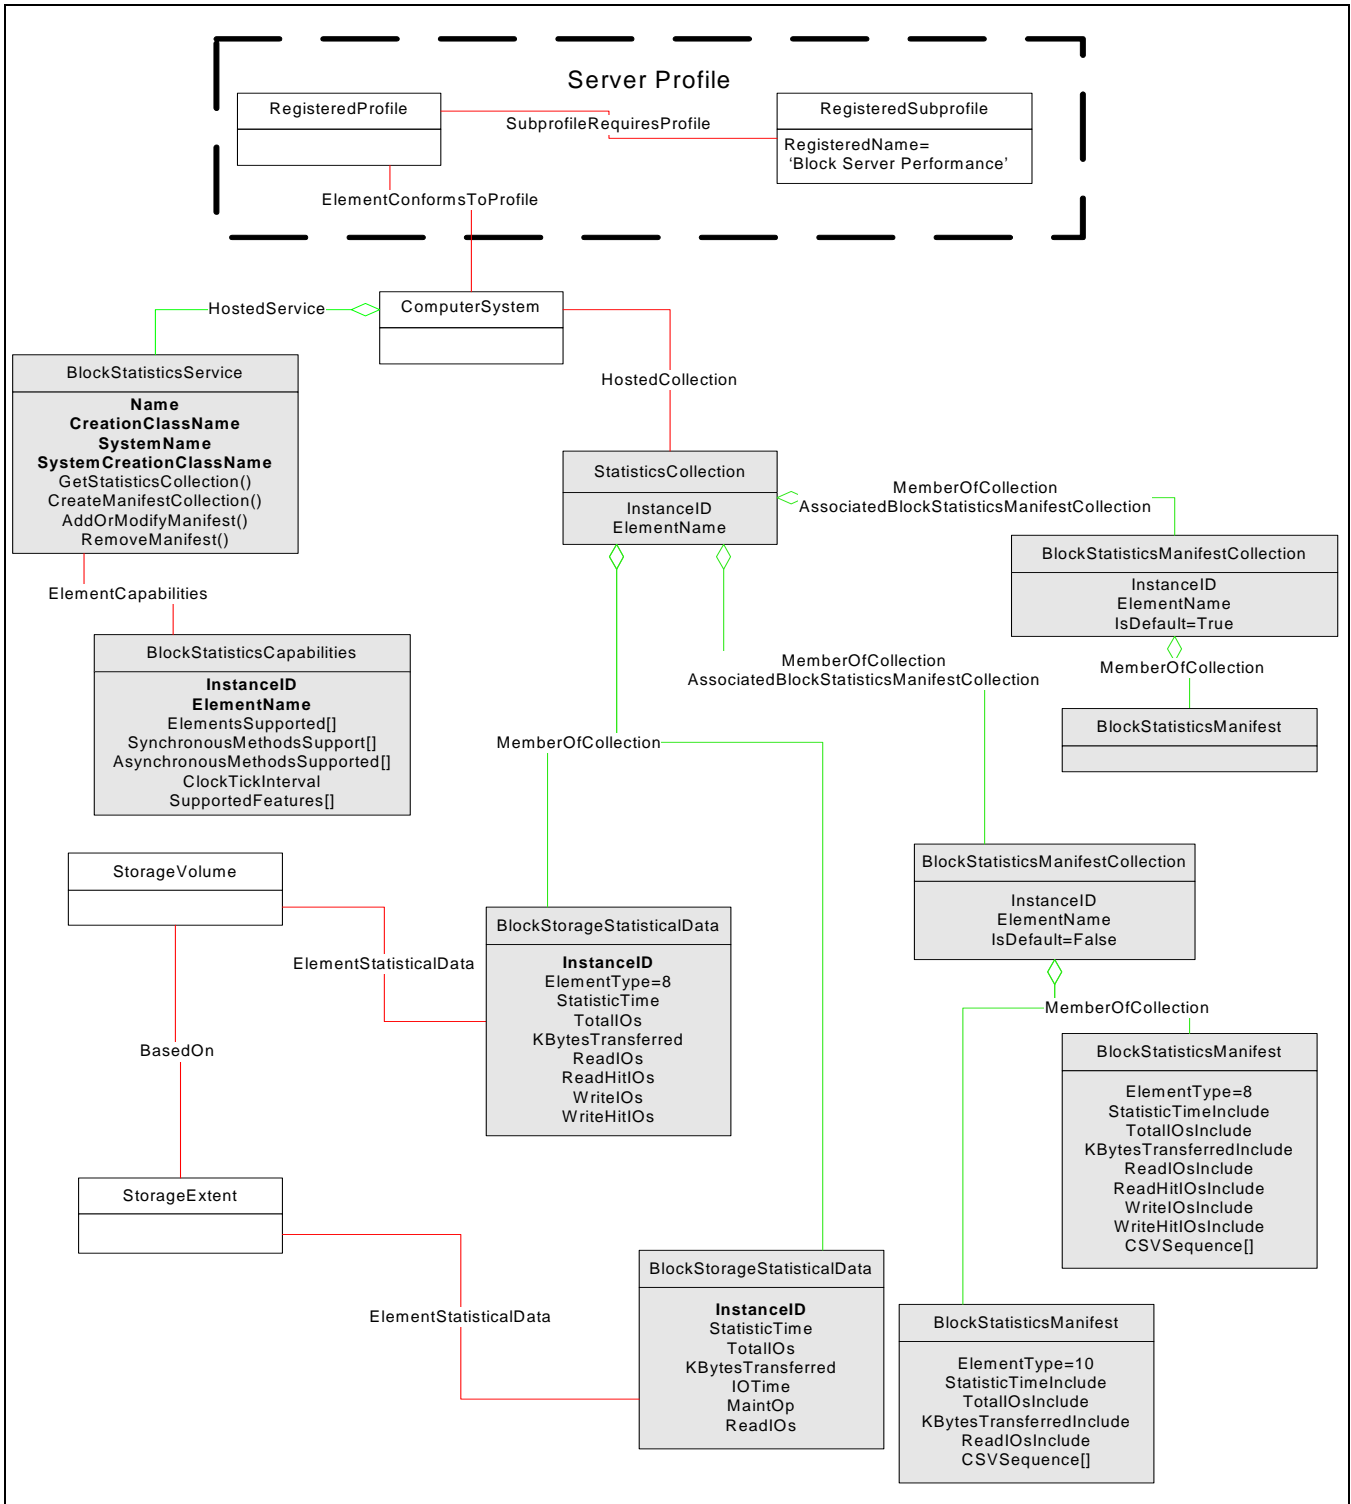 Server Profile
RegisteredProfile
RegisteredSubprofile
SubprofileRequiresProfile
RegisteredName=
‘Block Server Performance’
ElementConformsToProfile
HostedService
ComputerSystem
BlockStatisticsService
Name
CreationClassName
SystemName
SystemCreationClassName
GetStatisticsCollection()
CreateManifestCollection()
AddOrModifyManifest()
RemoveManifest()
HostedCollection
StatisticsCollection
InstanceID
ElementName
MemberOfCollection
AssociatedBlockStatisticsManifestCollection
BlockStatisticsManifestCollection
InstanceID
ElementName
IsDefault=True
ElementCapabilities
BlockStatisticsCapabilities
InstanceID
ElementName
ElementsSupported[]
SynchronousMethodsSupport[]
AsynchronousMethodsSupported[]
ClockTickInterval
SupportedFeatures[]
MemberOfCollection
AssociatedBlockStatisticsManifestCollection
MemberOfCollection
BlockStatisticsManifest
MemberOfCollection
StorageVolume
BlockStatisticsManifestCollection
InstanceID
ElementName
IsDefault=False
BlockStorageStatisticalData
InstanceID
ElementType=8
StatisticTime
TotalIOs
KBytesTransferred
ReadIOs
ReadHitIOs
WriteIOs
WriteHitIOs
ElementStatisticalData
MemberOfCollection
BasedOn
BlockStatisticsManifest
ElementType=8
StatisticTimeInclude
TotalIOsInclude
KBytesTransferredInclude
ReadIOsInclude
ReadHitIOsInclude
WriteIOsInclude
WriteHitIOsInclude
CSVSequence[]
StorageExtent
BlockStorageStatisticalData
InstanceID
StatisticTime
TotalIOs
KBytesTransferred
IOTime
MaintOp
ReadIOs
ElementStatisticalData
BlockStatisticsManifest
ElementType=10
StatisticTimeInclude
TotalIOsInclude
KBytesTransferredInclude
ReadIOsInclude
CSVSequence[]